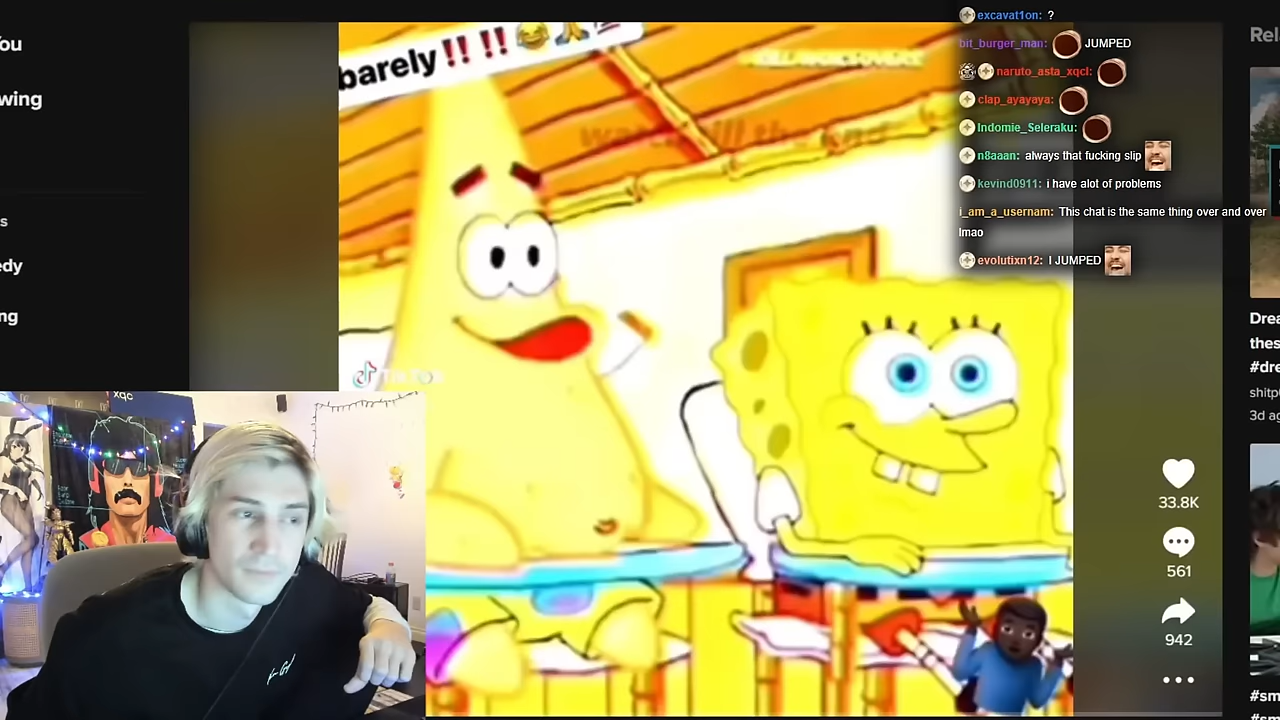 You
wing
s
edy
ng
barely‼️ ‼️ 😂 🙏
TikTok
xqc
excavat1on: ?
bit_burger_man: JUMPED
naruto_asta_xqcl:
clap_ayayaya:
Indomie_Seleraku:
n8aaan: always that fucking slip
kevind0911: i have alot of problems
i_am_a_usernam: This chat is the same thing over and over
lmao
evolutixn12: I JUMPED
33.8K
561
942
Rel
Drea
thes
#dre
shitp
3d ag
#sm